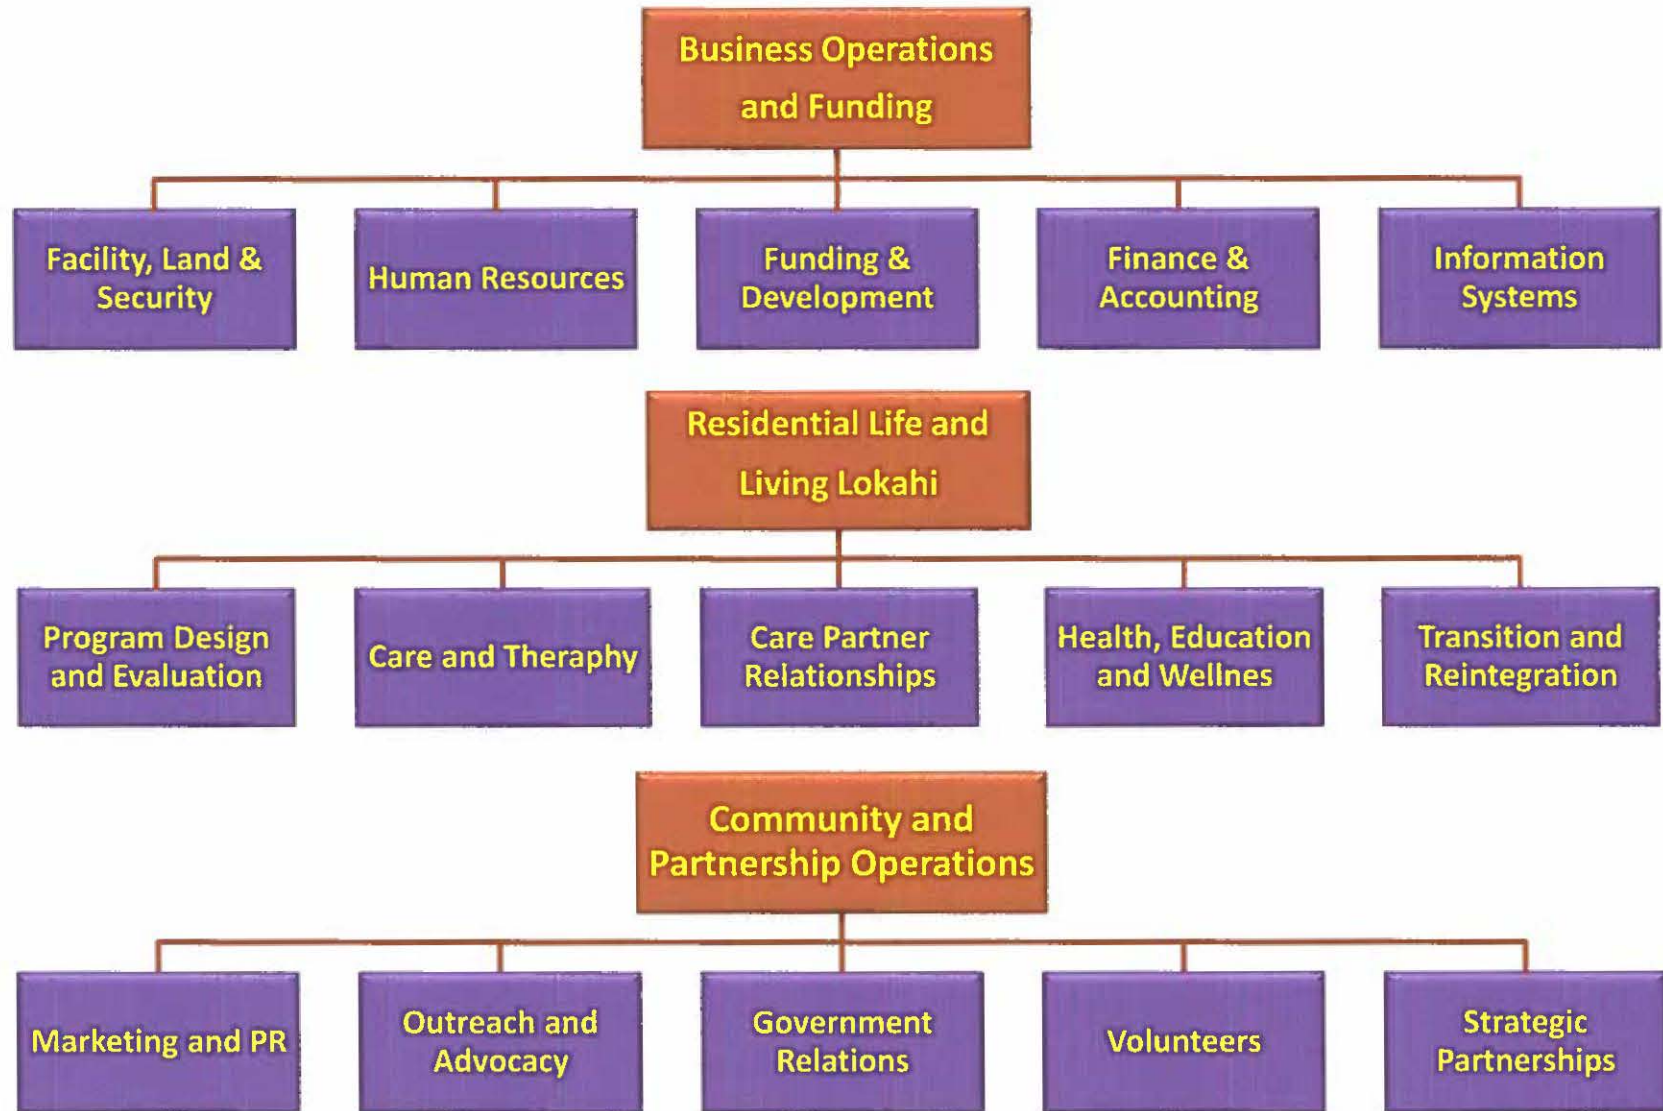 Business Operations
and Funding
Facility, Land &
Security
Human Resources
Funding &
Development
Finance &
Accounting
Information
Systems
Residential Life and
Living Lokahi
Program Design
and Evaluation
Care and Theraphy
Care Partner
Relationships
Health, Education
and Wellnes
Transition and
Reintegration
Community and
Partnership Operations
Marketing and PR
Outreach and
Advocacy
Government
Relations
Volunteers
Strategic
Partnerships